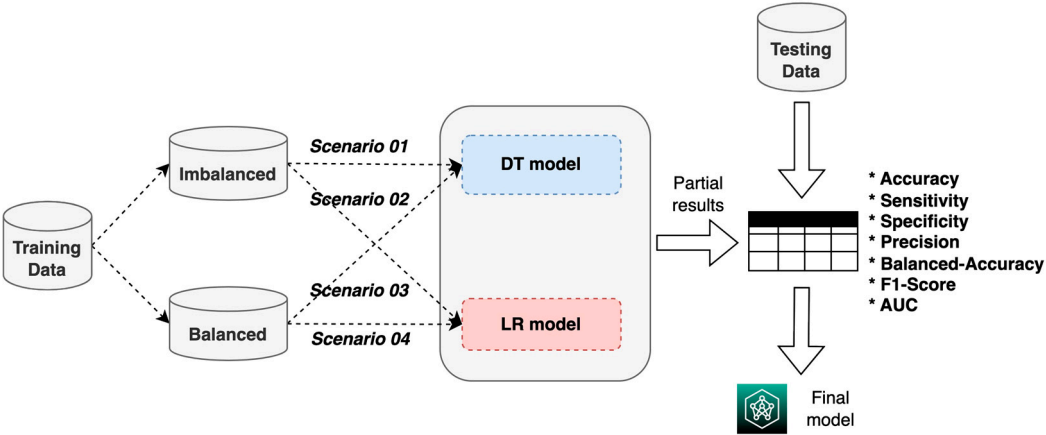 Training
Data
Imbalanced
Balanced
Scenario 01
Scenario 02
Scenario 03
Scenario 04
DT model
LR model
Partial
results
Testing
Data
* Accuracy
* Sensitivity
* Specificity
* Precision
* Balanced-Accuracy
* F1-Score
* AUC
Final
model